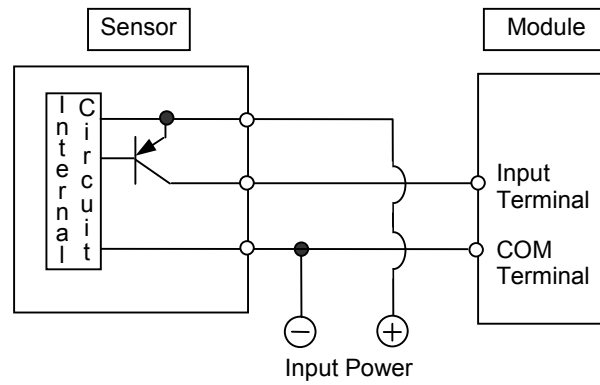 Sensor
Module
Internal
Circuit
Input
Terminal
COM
Terminal
−
+
Input Power